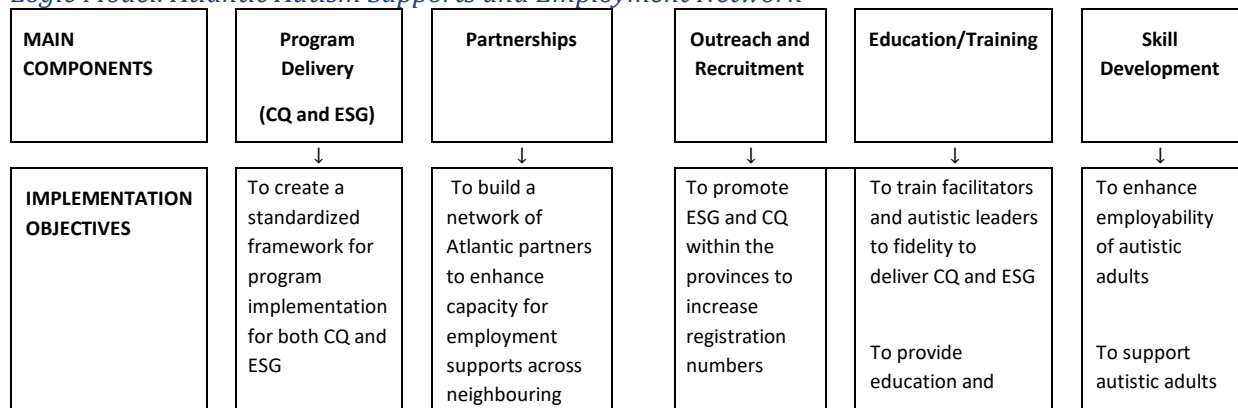 Logic Model: Atlantic Autism Supports and Employment Network
MAIN
COMPONENTS
Program
Delivery
(CQ and ESG)
Partnerships
Outreach and
Recruitment
Education/Training
Skill
Development
↓
↓
↓
↓
↓
IMPLEMENTATION
OBJECTIVES
To create a
standardized
framework for
program
implementation
for both CQ and
ESG
To build a
network of
Atlantic partners
to enhance
capacity for
employment
supports across
neighbouring
To promote
ESG and CQ
within the
provinces to
increase
registration
numbers
To train facilitators
and autistic leaders
to fidelity to
deliver CQ and ESG
To provide
education and
To enhance
employability
of autistic
adults
To support
autistic adults